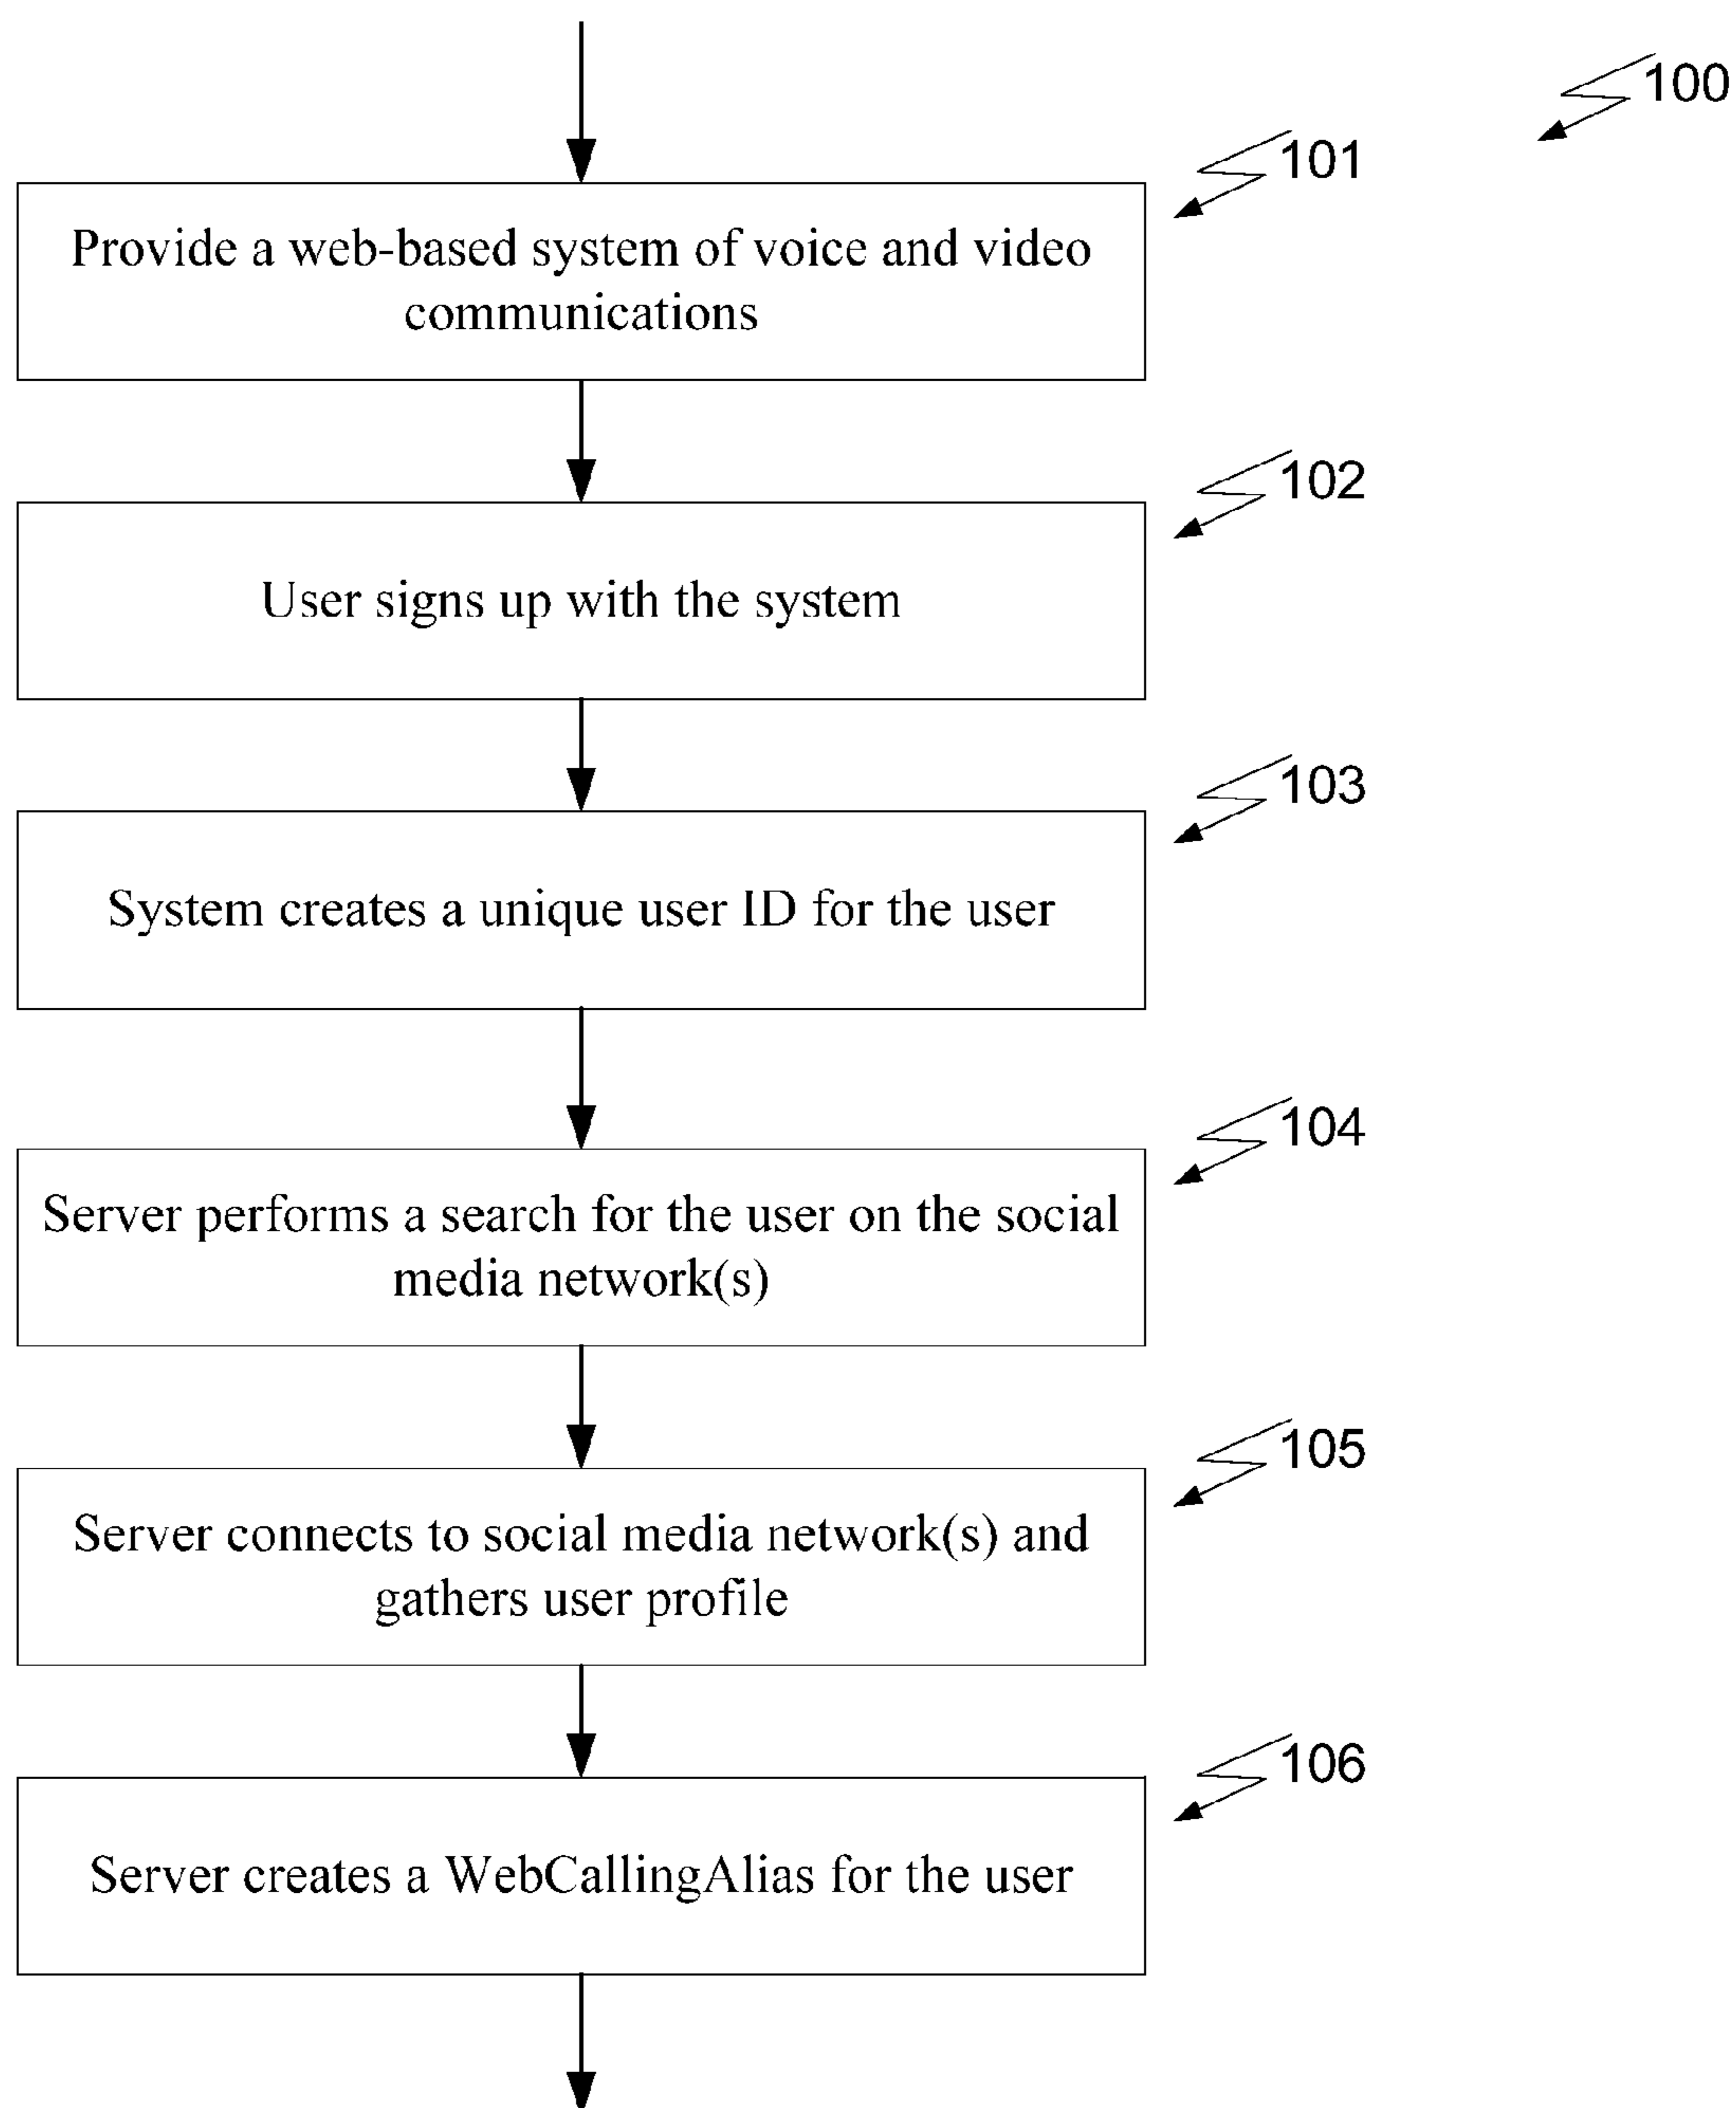 100
101
Provide a web-based system of voice and video
communications
102
User signs up with the system
103
System creates a unique user ID for the user
104
Server performs a search for the user on the social
media network(s)
105
Server connects to social media network(s) and
gathers user profile
106
Server creates a WebCallingAlias for the user